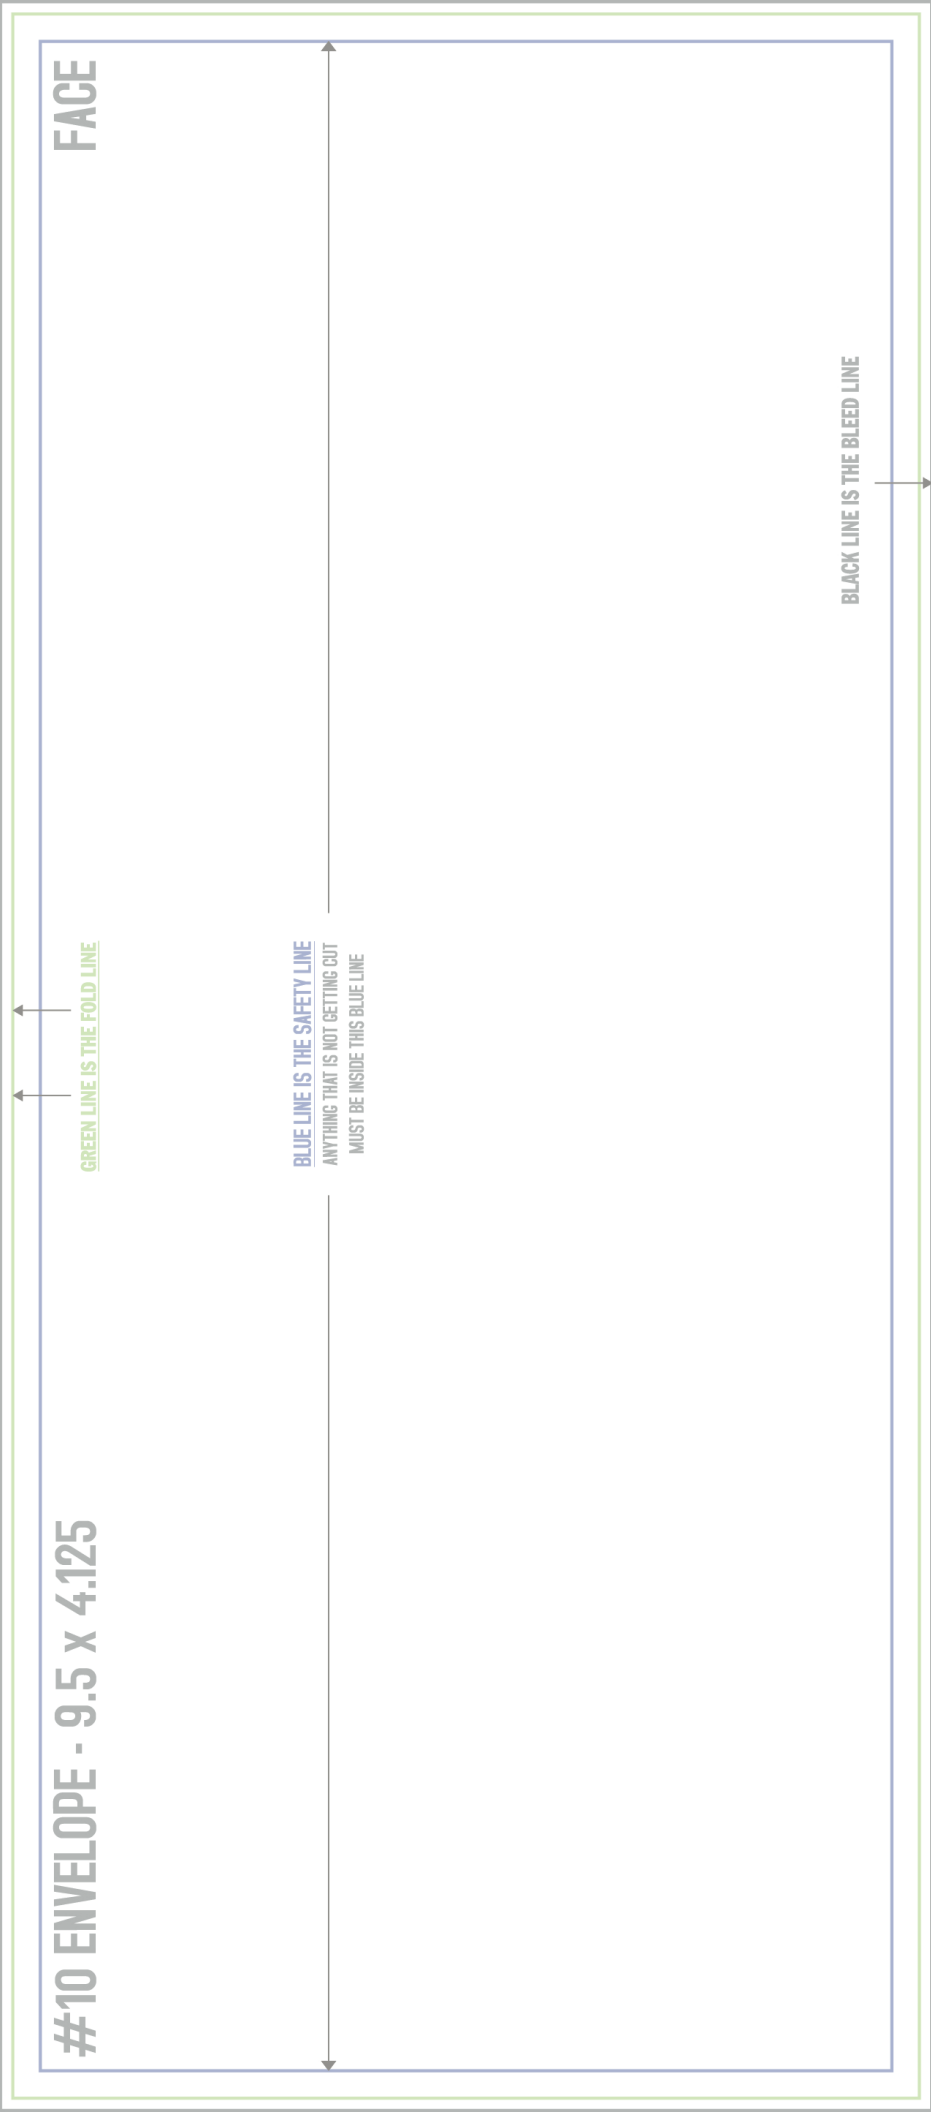 #10 ENVELOPE - 9.5 x 4.125
FACE
GREEN LINE IS THE FOLD LINE
BLUE LINE IS THE SAFETY LINE
ANYTHING THAT IS NOT GETTING CUT
MUST BE INSIDE THIS BLUE LINE
BLACK LINE IS THE BLEED LINE